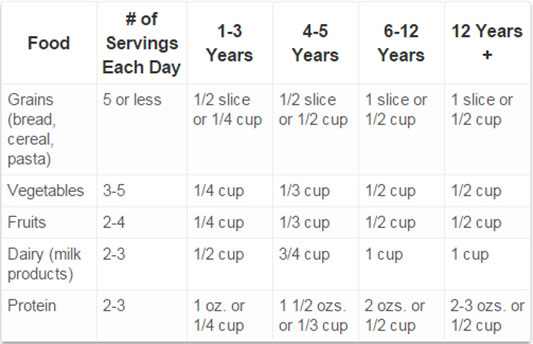 Food
# of
Servings
Each Day
1-3
Years
4-5
Years
6-12
Years
12 Years
+
Grains
(bread,
cereal,
pasta)
5 or less
1/2 slice
or 1/4 cup
1/2 slice
or 1/2 cup
1 slice or
1/2 cup
1 slice or
1/2 cup
Vegetables
3-5
1/4 cup
1/3 cup
1/2 cup
1/2 cup
Fruits
2-4
1/4 cup
1/3 cup
1/2 cup
1/2 cup
Dairy (milk
products)
2-3
1/2 cup
3/4 cup
1 cup
1 cup
Protein
2-3
1 oz. or
1/4 cup
1 1/2 ozs.
or 1/3 cup
2 ozs. or
1/2 cup
2-3 ozs. or
1/2 cup